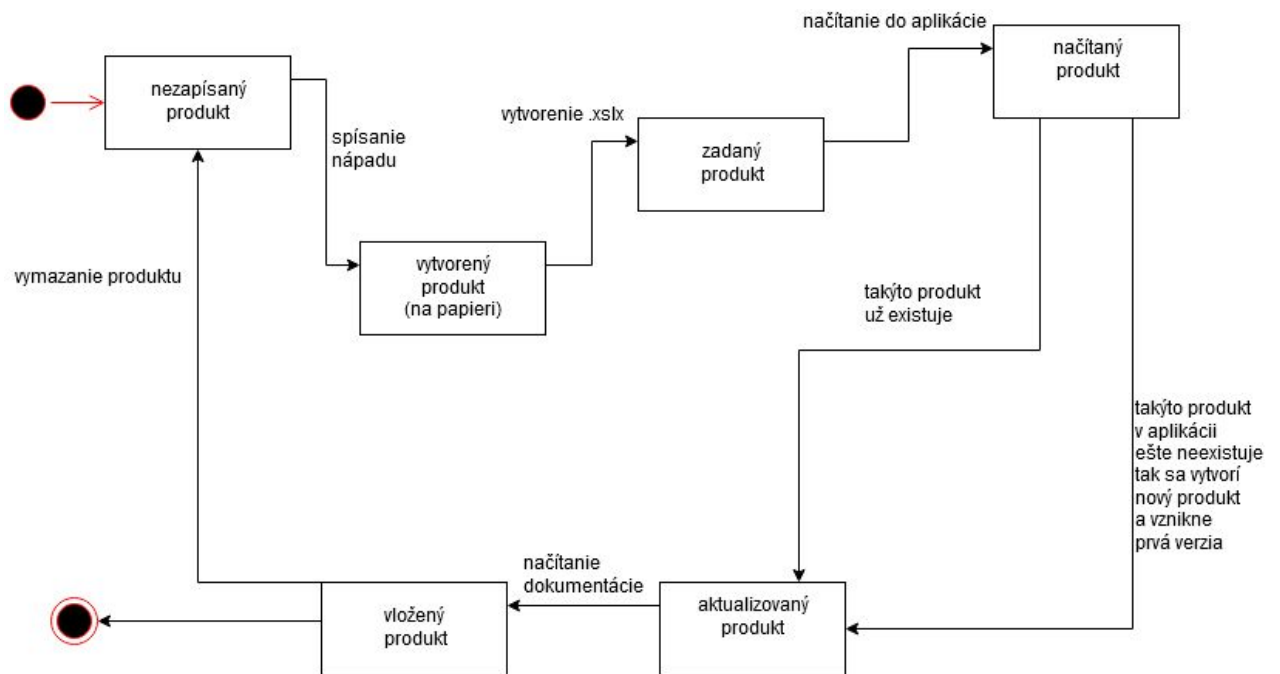 načítanie do aplikácie
načítaný
produkt
nezapísaný
produkt
vytvorenie .xslx
spísanie
nápadu
zadaný
produkt
vytvorený
produkt
(na papieri)
vymazanie produktu
takýto produkt
už existuje
takýto produkt
v aplikácii
ešte neexistuje
tak sa vytvorí
nový produkt
a vznikne
prvá verzia
načítanie
dokumentácie
vložený
produkt
aktualizovaný
produkt